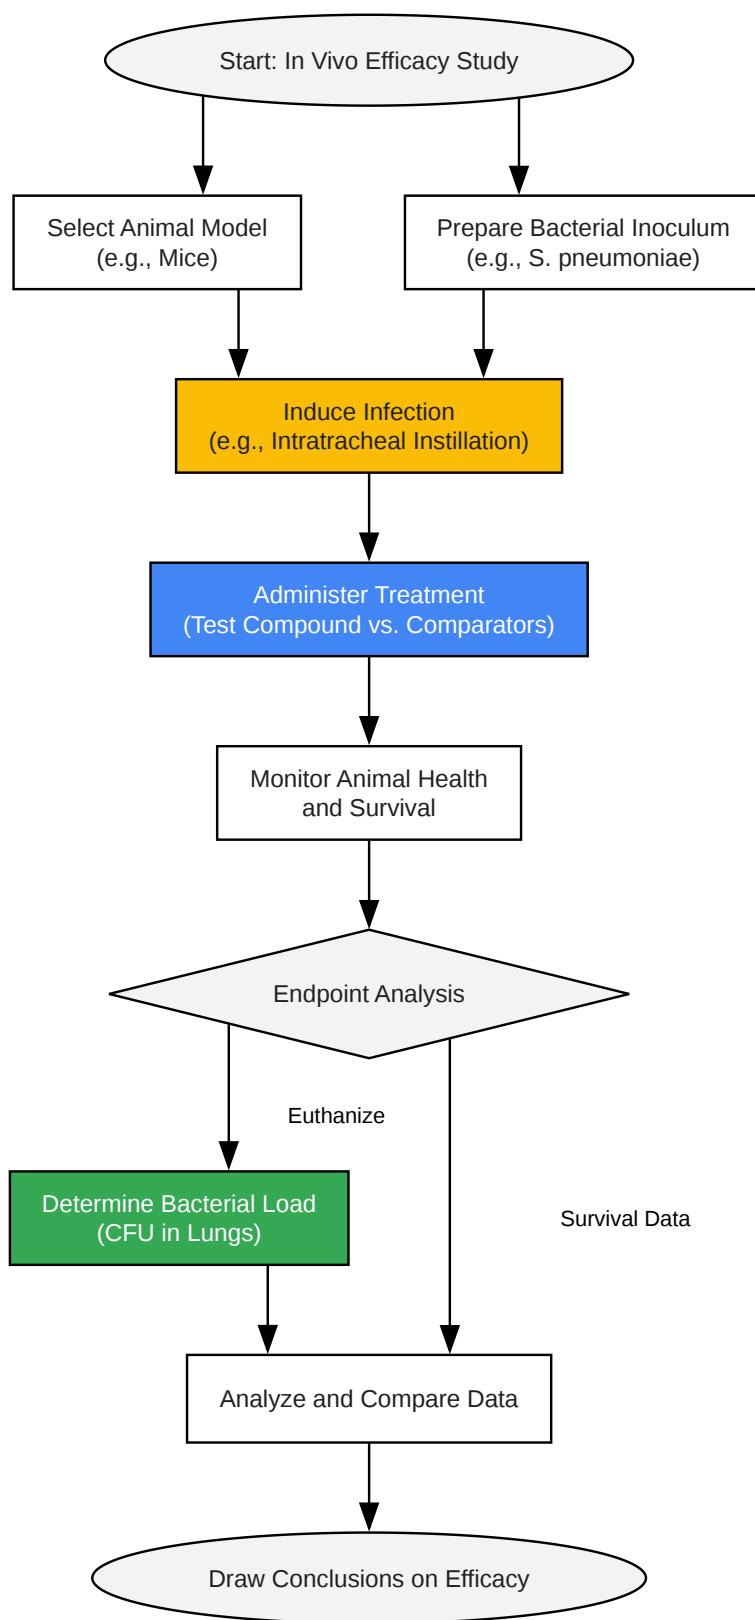 Start: In Vivo Efficacy Study
Select Animal Model
(e.g., Mice)
Prepare Bacterial Inoculum
(e.g., S. pneumoniae)
Induce Infection
(e.g., Intratracheal Instillation)
Administer Treatment
(Test Compound vs. Comparators)
Monitor Animal Health
and Survival
Endpoint Analysis
Euthanize
Determine Bacterial Load
(CFU in Lungs)
Survival Data
Analyze and Compare Data
Draw Conclusions on Efficacy